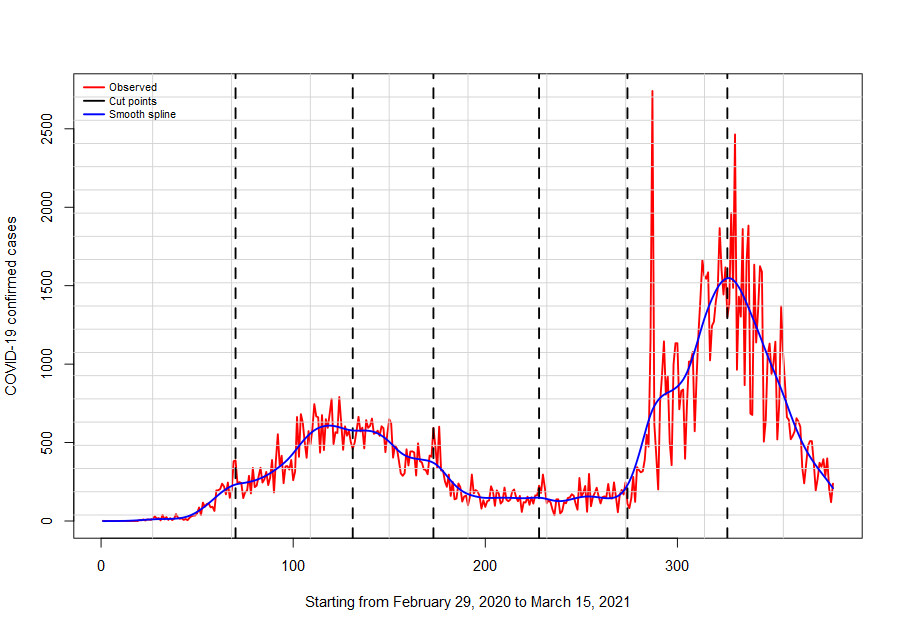 Observed
Cut points
Smooth spline
COVID-19 confirmed cases
2500
2000
1500
1000
500
0
0 100 200 300
Starting from February 29, 2020 to March 15, 2021